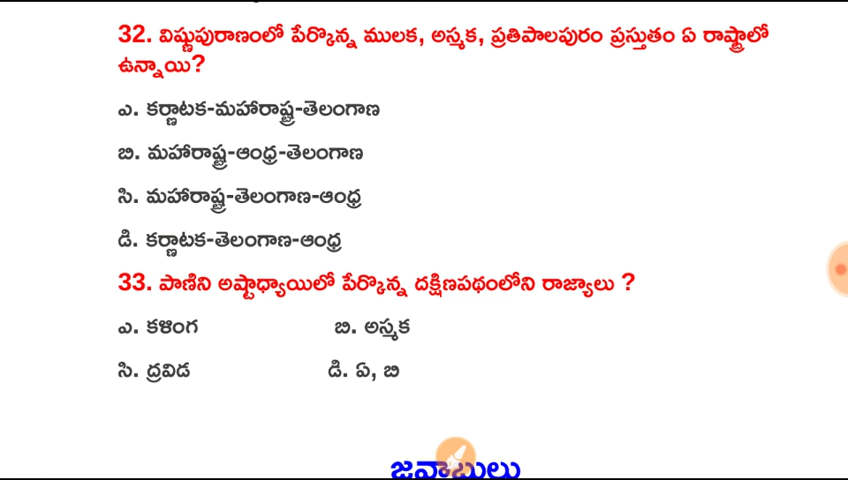 32. విష్ణుపురాణంలో పేర్కొన్న ములక, అస్మక, ప్రతిపాలపురం ప్రస్తుతం ఏ రాష్ట్రాలో
ఉన్నాయి?
ఎ. కర్ణాటక-మహారాష్ట్ర-తెలంగాణ
బి. మహారాష్ట్ర-ఆంధ్ర-తెలంగాణ
సి. మహారాష్ట్ర-తెలంగాణ-ఆంధ్ర
డి. కర్ణాటక-తెలంగాణ-ఆంధ్ర
33. పాణిని అష్టాధ్యాయిలో పేర్కొన్న దక్షిణపథంలోని రాజ్యాలు ?
ఎ. కళింగ బి. అస్మక
సి. ద్రవిడ డి. ఏ, బి
జవాబులు